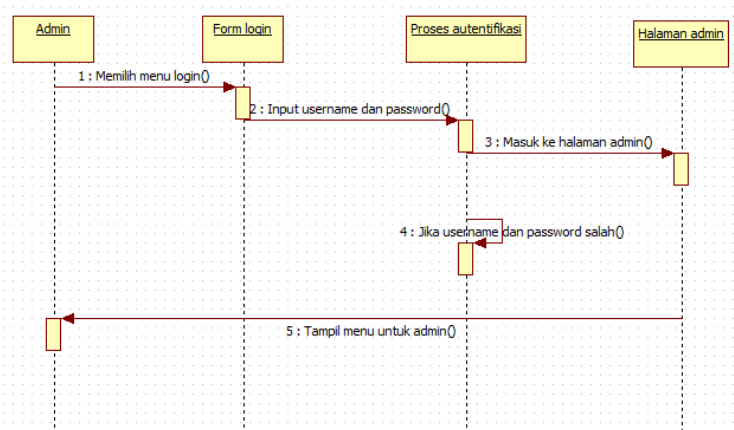 Admin
Form login
Proses autentifikasi
Halaman admin
1 : Memilih menu login()
2 : Input username dan password()
3 : Masuk ke halaman admin()
4 : Jika username dan password salah()
5 : Tampil menu untuk admin()